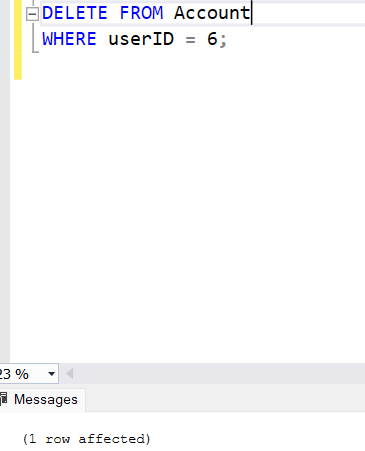 DELETE FROM Account
WHERE userID = 6;
23 %
Messages
(1 row affected)